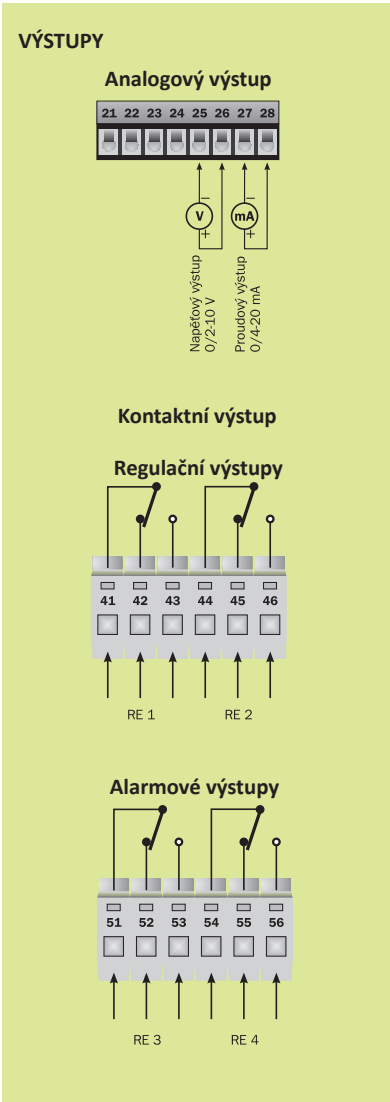 VÝSTUPY
Analogový výstup
21 22 23 24 25 26 27 28
V
mA
Napěťový výstup
0/2-10 V
Proudový výstup
0/4-20 mA
Kontaktní výstup
Regulační výstupy
41 42 43 44 45 46
RE 1 RE 2
Alarmové výstupy
51 52 53 54 55 56
RE 3 RE 4